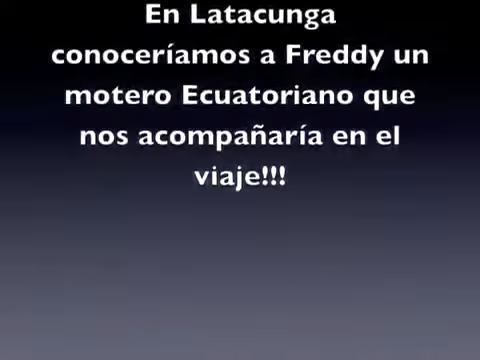 En Latacunga
conoceríamos a Freddy un
motero Ecuatoriano que
nos acompañaría en el
viaje!!!